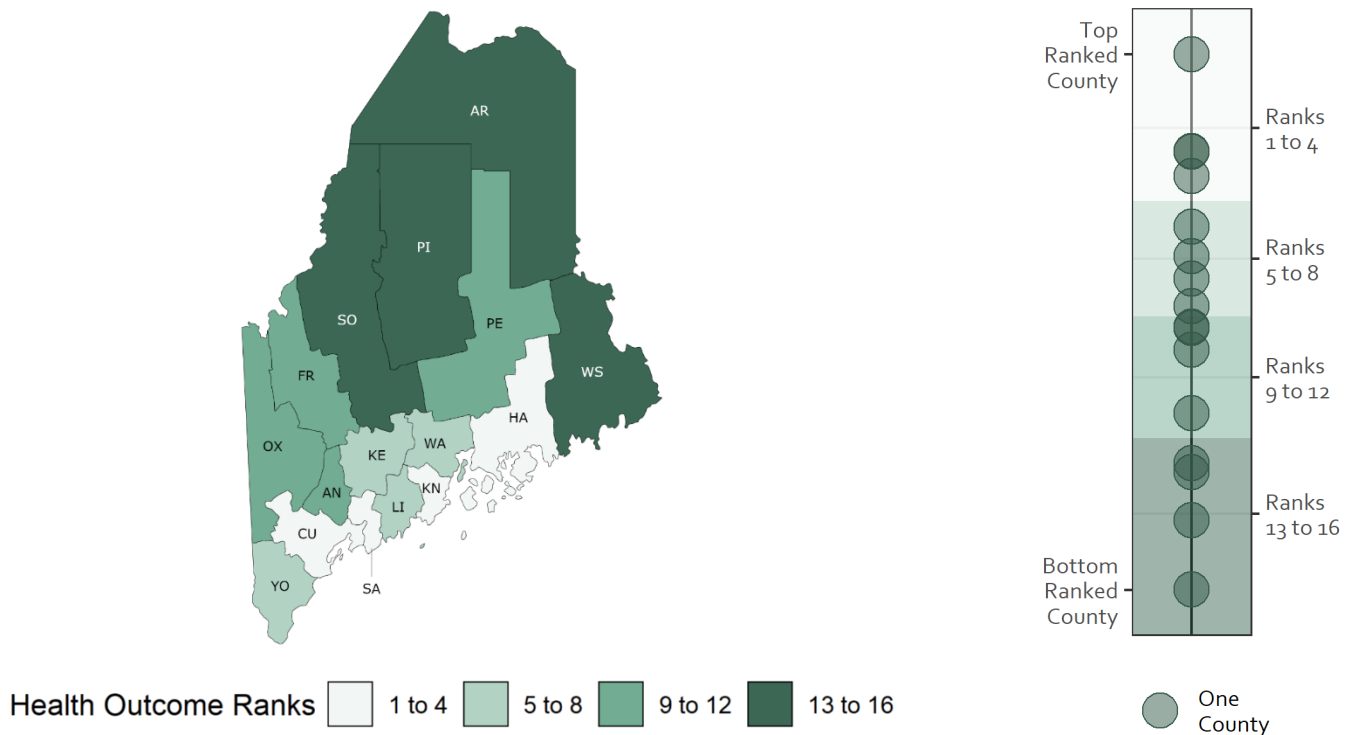 AR
PI
SO
PE
FR
WS
HA
OX
WA
KE
KN
AN
LI
CU
YO
SA
Health Outcome Ranks
1 to 4
5 to 8
9 to 12
13 to 16
Top
Ranked
County
Ranks
1 to 4
Ranks
5 to 8
Ranks
9 to 12
Ranks
13 to 16
Bottom
Ranked
County
One
County